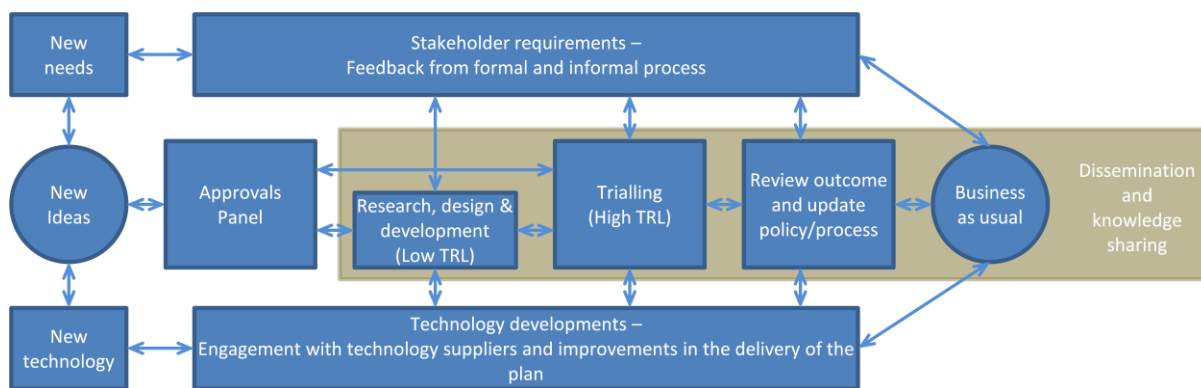 New
needs
Stakeholder requirements –
Feedback from formal and informal process
New
Ideas
Approvals
Panel
Research, design &
development
(Low TRL)
Trialling
(High TRL)
Review outcome
and update
policy/process
Business
as usual
Dissemination
and
knowledge
sharing
New
technology
Technology developments –
Engagement with technology suppliers and improvements in the delivery of the
plan